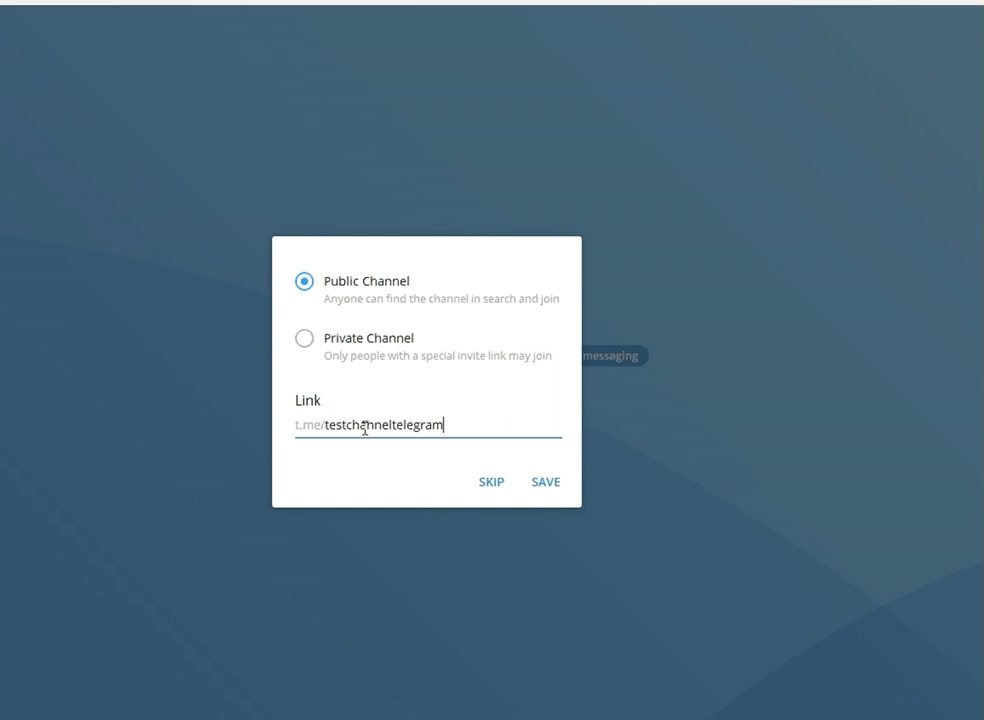 Public Channel
Anyone can find the channel in search and join
Private Channel
Only people with a special invite link may join
messaging
Link
t.me/testchanneltelegram
SKIP SAVE